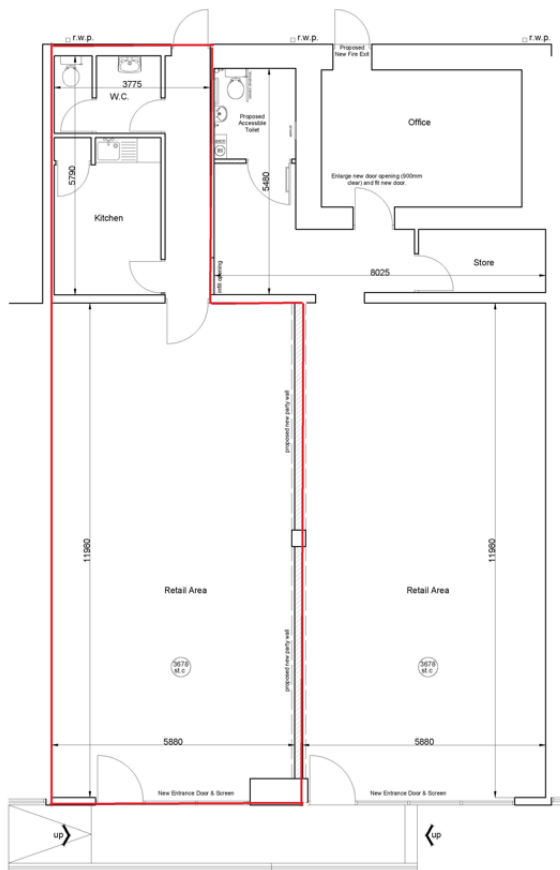 r.w.p.
r.w.p.
r.w.p.
Proposed
New Fire Exit
3775
W.C.
Proposed
Accessible
Toilet
Office
5790
5480
Enlarge new door opening (900mm
clear) and fit new door.
Kitchen
infill opening
8025
Store
proposed new party wall
11980
11980
Retail Area
Retail Area
proposed new party wall
3678
st.c
3678
st.c
5880
5880
New Entrance Door & Screen
New Entrance Door & Screen
up
up